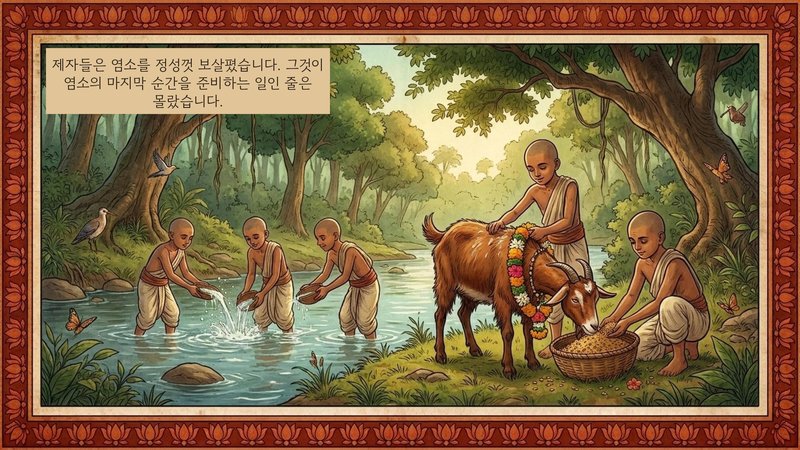 제자들은 염소를 정성껏 보살폈습니다. 그것이
염소의 마지막 순간을 준비하는 일인 줄은
몰랐습니다.